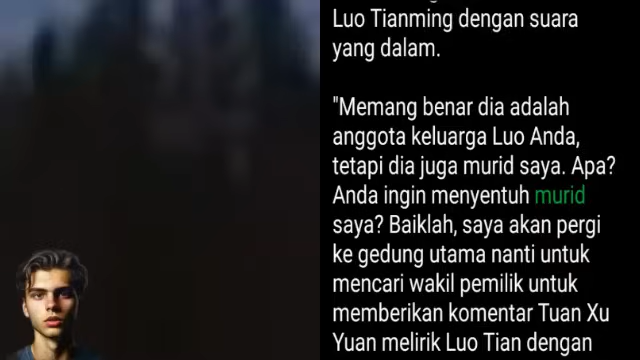 Luo Tianming dengan suara
yang dalam.
"Memang benar dia adalah
anggota keluarga Luo Anda,
tetapi dia juga murid saya. Apa?
Anda ingin menyentuh murid
saya? Baiklah, saya akan pergi
ke gedung utama nanti untuk
mencari wakil pemilik untuk
memberikan komentar Tuan Xu
Yuan melirik Luo Tian dengan